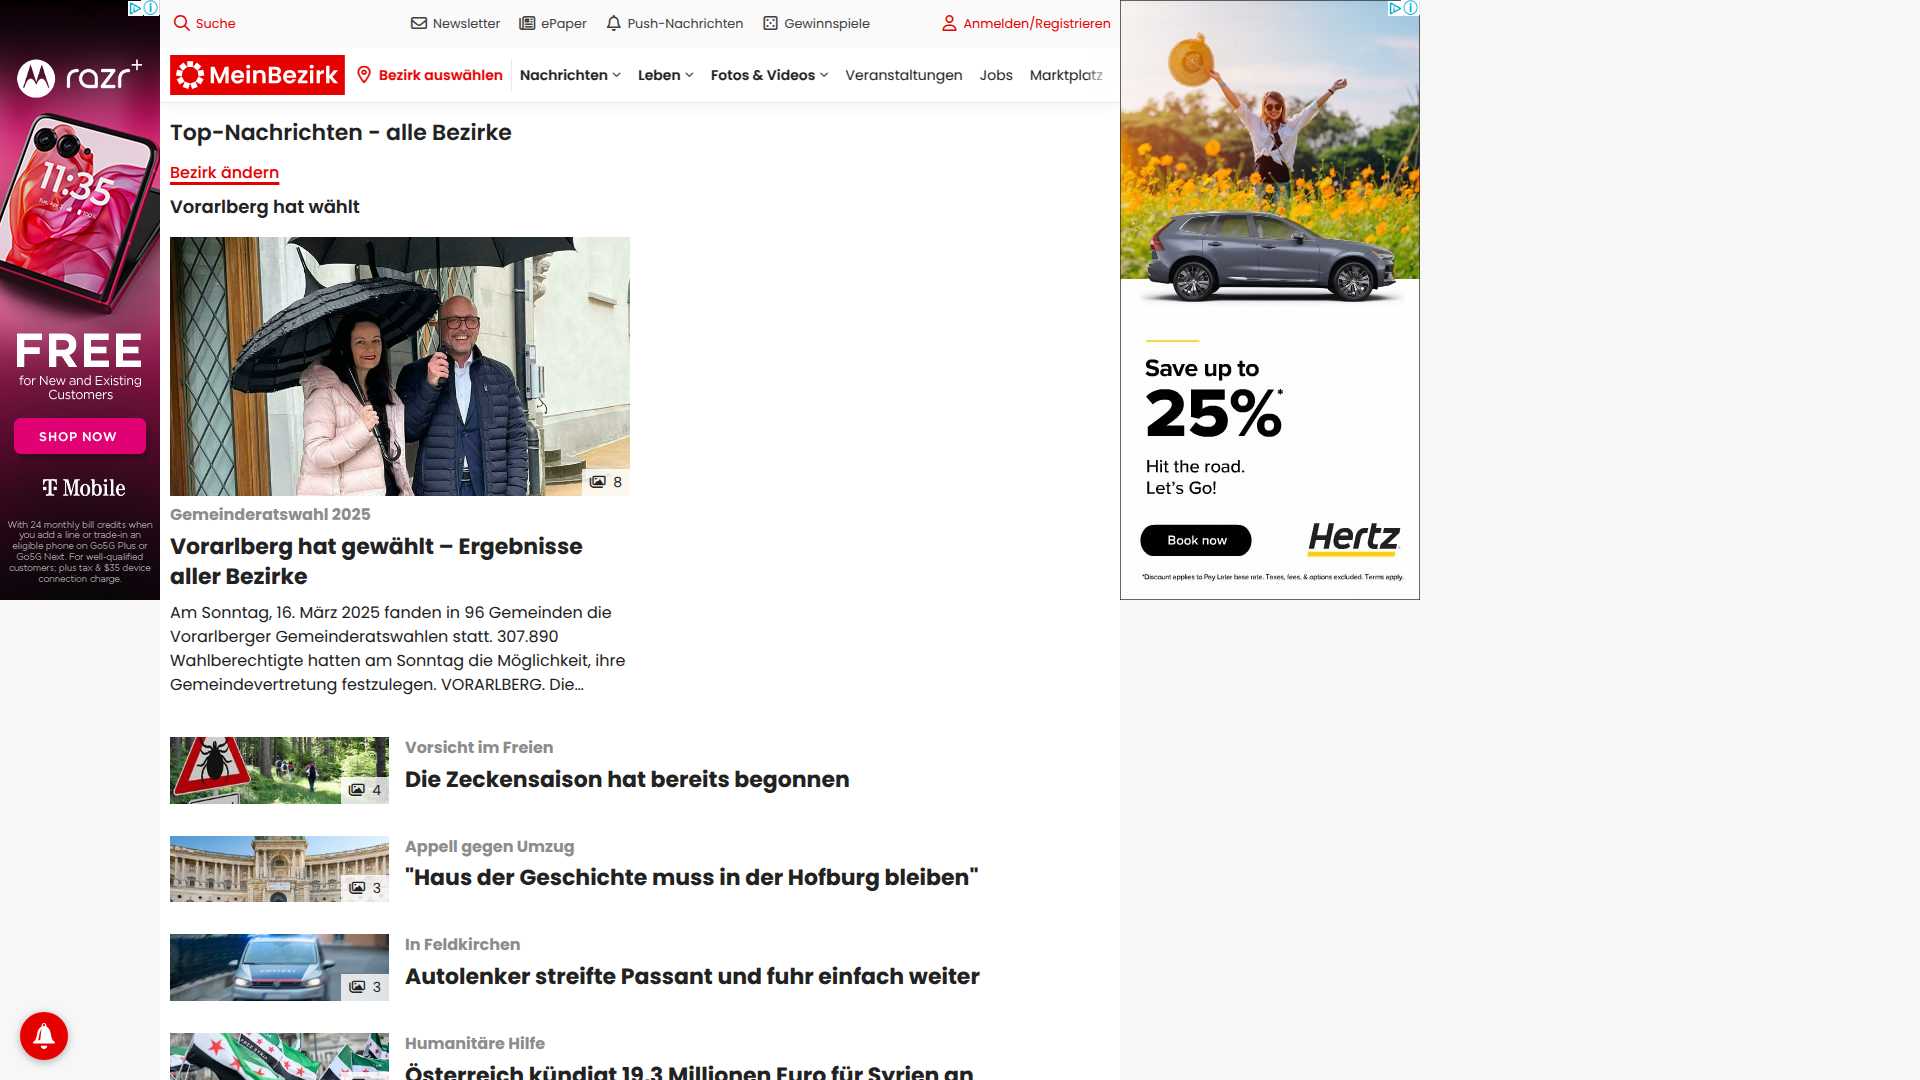 Suche
Newsletter
ePaper
Push-Nachrichten
Gewinnspiele
Anmelden/Registrieren
MeinBezirk
Bezirk auswählen
Nachrichten
Leben
Fotos & Videos
Veranstaltungen
Jobs
Marktplatz
Top-Nachrichten - alle Bezirke
Bezirk ändern
Vorarlberg hat wählt
8
Gemeinderatswahl 2025
Vorarlberg hat gewählt – Ergebnisse
aller Bezirke
Am Sonntag, 16. März 2025 fanden in 96 Gemeinden die
Vorarlberger Gemeinderatswahlen statt. 307.890
Wahlberechtigte hatten am Sonntag die Möglichkeit, ihre
Gemeindevertretung festzulegen. VORARLBERG. Die...
4
Vorsicht im Freien
Die Zeckensaison hat bereits begonnen
3
Appell gegen Umzug
"Haus der Geschichte muss in der Hofburg bleiben"
3
In Feldkirchen
Autolenker streifte Passant und fuhr einfach weiter
Humanitäre Hilfe
Österreich kündigt 19,3 Millionen Euro für Syrien an
razr+
11:35
FREE
for New and Existing
Customers
SHOP NOW
T Mobile
With 24 monthly bill credits when
you add a line or trade-in an
eligible phone on Go5G Plus or
Go5G Next. For well-qualified
customers; plus tax & $35 device
connection charge.
Save up to
25%*
Hit the road.
Let's Go!
Book now
Hertz
*Discount applies to Pay Later base rate. Taxes, fees, & options excluded. Terms apply.